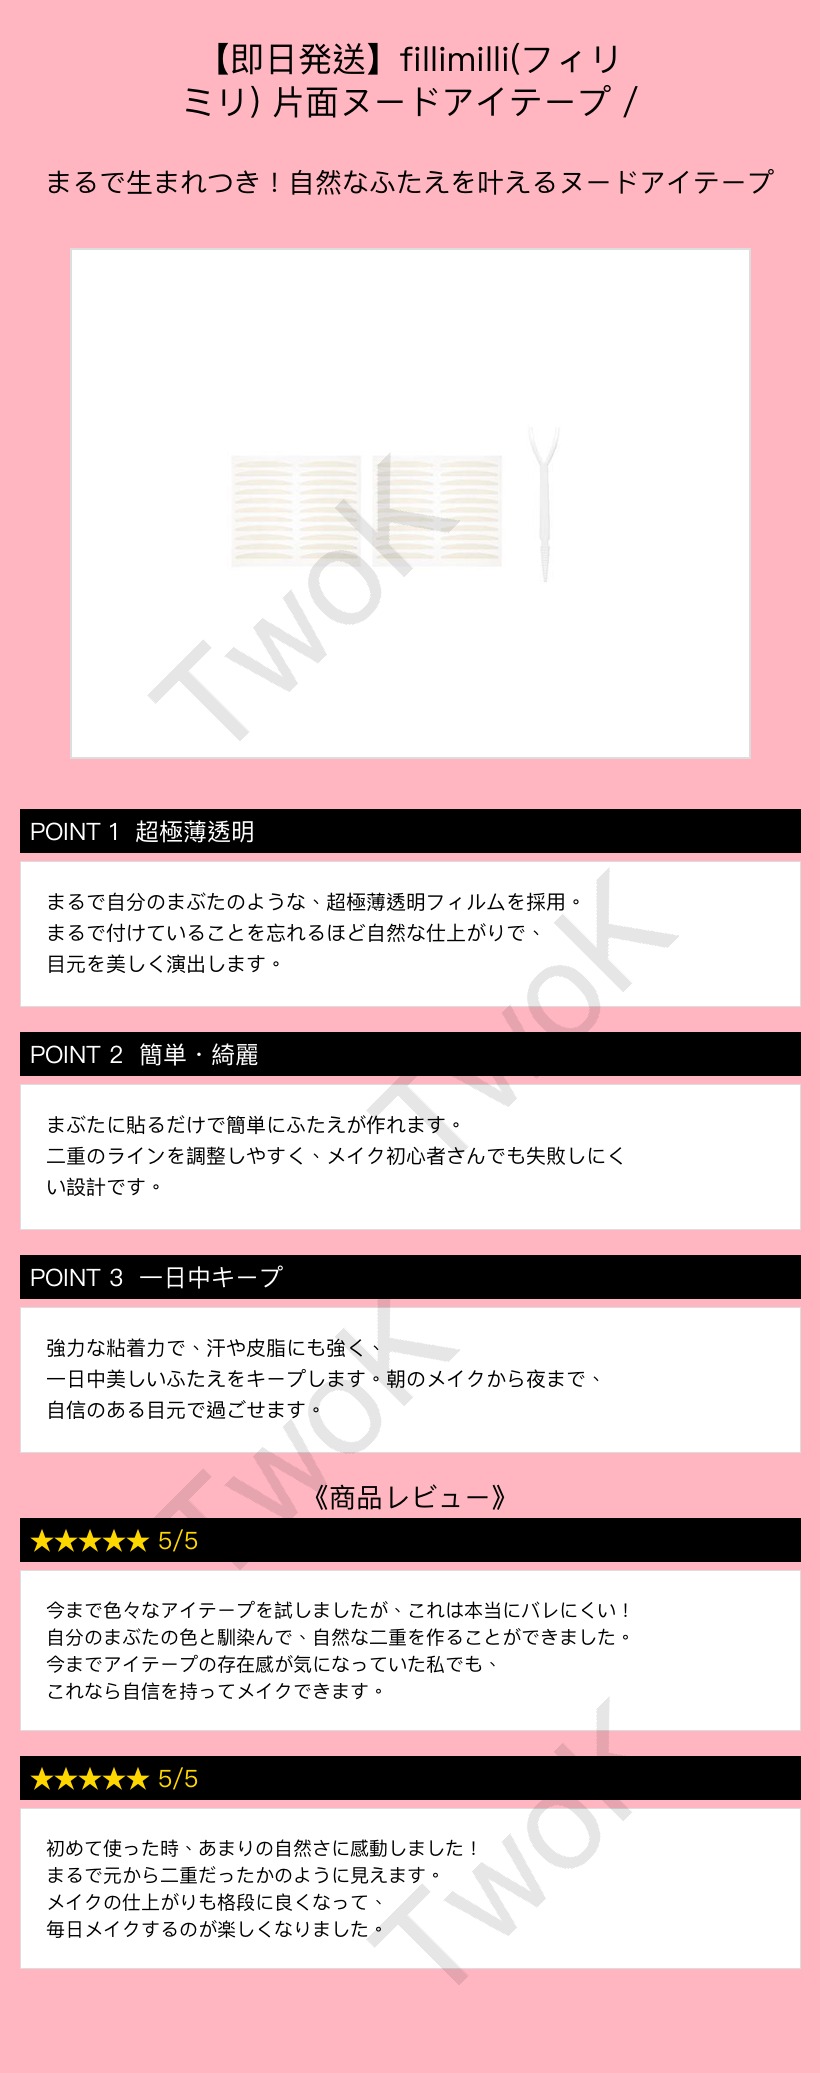 【即日発送】fillimilli(フィリ
ミリ) 片面ヌードアイテープ /
まるで生まれつき！自然なふたえを叶えるヌードアイテープ
TwoK
POINT 1 超極薄透明
まるで自分のまぶたのような、超極薄透明フィルムを採用。
まるで付けていることを忘れるほど自然な仕上がりで、
目元を美しく演出します。
TwoK
POINT 2 簡単・綺麗
まぶたに貼るだけで簡単にふたえが作れます。
二重のラインを調整しやすく、メイク初心者さんでも失敗しにく
い設計です。
POINT 3 一日中キープ
強力な粘着力で、汗や皮脂にも強く、
一日中美しいふたえをキープします。朝のメイクから夜まで、
自信のある目元で過ごせます。
TwoK
《商品レビュー》
★★★★★ 5/5
今まで色々なアイテープを試しましたが、これは本当にバレにくい！
自分のまぶたの色と馴染んで、自然な二重を作ることができました。
今までアイテープの存在感が気になっていた私でも、
これなら自信を持ってメイクできます。
★★★★★ 5/5
初めて使った時、あまりの自然さに感動しました！
まるで元から二重だったかのように見えます。
メイクの仕上がりも格段に良くなって、
毎日メイクするのが楽しくなりました。
TwoK